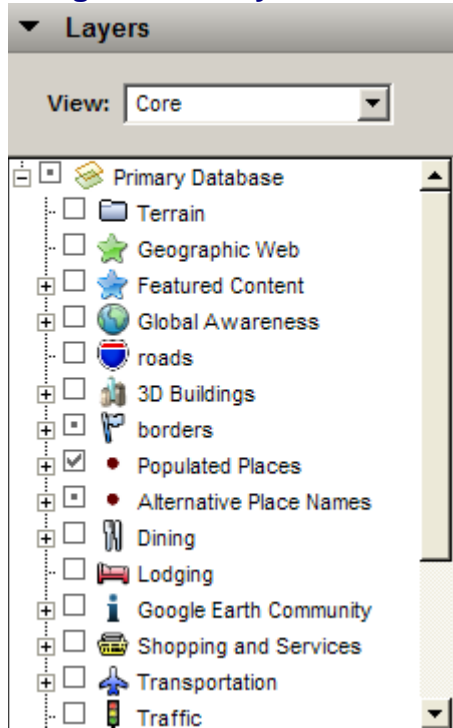 Layers
View: Core
Primary Database
Terrain
Geographic Web
Featured Content
Global Awareness
roads
3D Buildings
borders
Populated Places
Alternative Place Names
Dining
Lodging
Google Earth Community
Shopping and Services
Transportation
Traffic